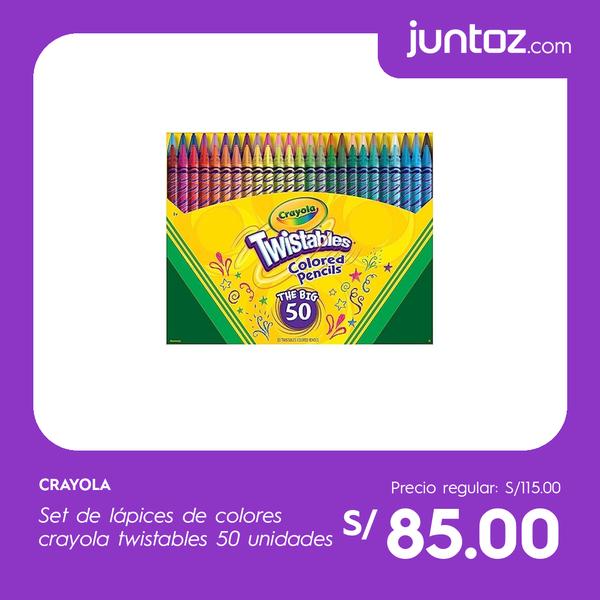 juntoz.com
Crayola
Twistables
Colored
Pencils
THE BIG
50
CRAYOLA
Set de lápices de colores
crayola twistables 50 unidades
Precio regular: S/115.00
S/ 85.00